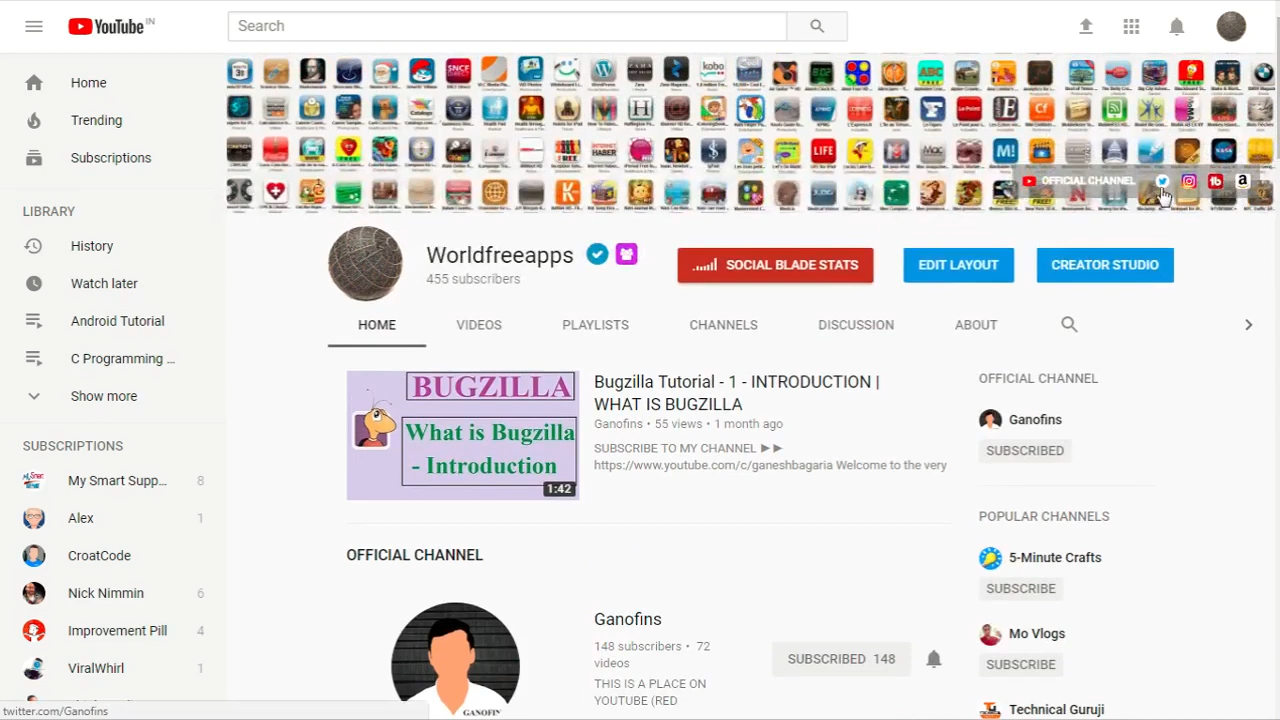 YouTube IN
Search
Home
Trending
Subscriptions
LIBRARY
History
Watch later
Android Tutorial
C Programming ...
Show more
SUBSCRIPTIONS
My Smart Supp... 8
Alex 1
CroatCode
Nick Nimmin 6
Improvement Pill 4
ViralWhirl 1
twitter.com/Ganofins
kobo
LIFE
OFFICIAL CHANNEL
Worldfreeapps
455 subscribers
SOCIAL BLADE STATS
EDIT LAYOUT
CREATOR STUDIO
HOME VIDEOS PLAYLISTS CHANNELS DISCUSSION ABOUT
BUGZILLA
What is Bugzilla
- Introduction
1:42
Bugzilla Tutorial - 1 - INTRODUCTION |
WHAT IS BUGZILLA
Ganofins • 55 views • 1 month ago
SUBSCRIBE TO MY CHANNEL ►►
https://www.youtube.com/c/ganeshbagaria Welcome to the very
OFFICIAL CHANNEL
GANOFINS
Ganofins
148 subscribers • 72
videos
THIS IS A PLACE ON
YOUTUBE (RED
SUBSCRIBED 148
OFFICIAL CHANNEL
Ganofins
SUBSCRIBED
POPULAR CHANNELS
5-Minute Crafts
SUBSCRIBE
Mo Vlogs
SUBSCRIBE
Technical Guruji